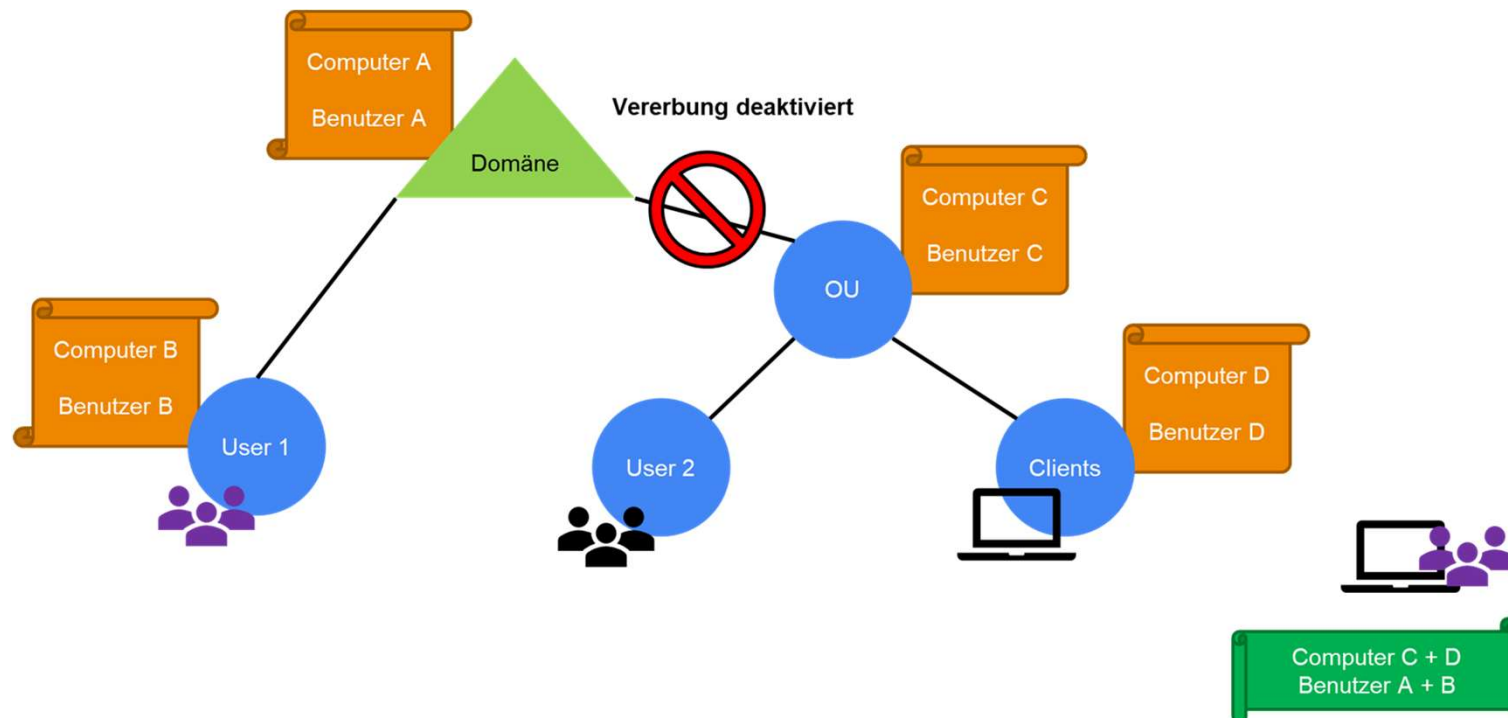 Computer A
Benutzer A
Vererbung deaktiviert
Domäne
Computer C
Benutzer C
OU
Computer B
Benutzer B
User 1
User 2
Computer D
Benutzer D
Clients
Computer C + D
Benutzer A + B